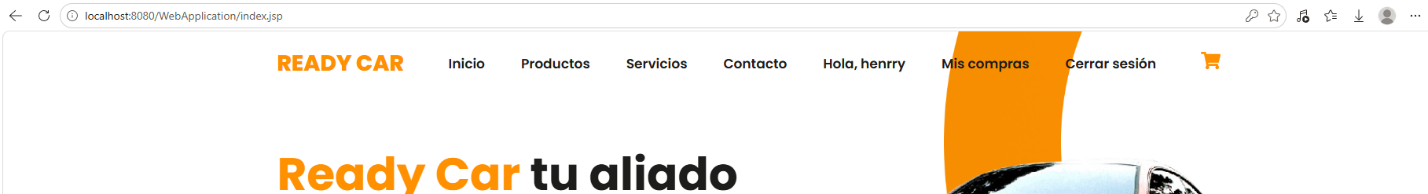 localhost:8080/WebApplication/index.jsp
READY CAR Inicio Productos Servicios Contacto Hola, henrry Mis compras Cerrar sesión
Ready Car tu aliado